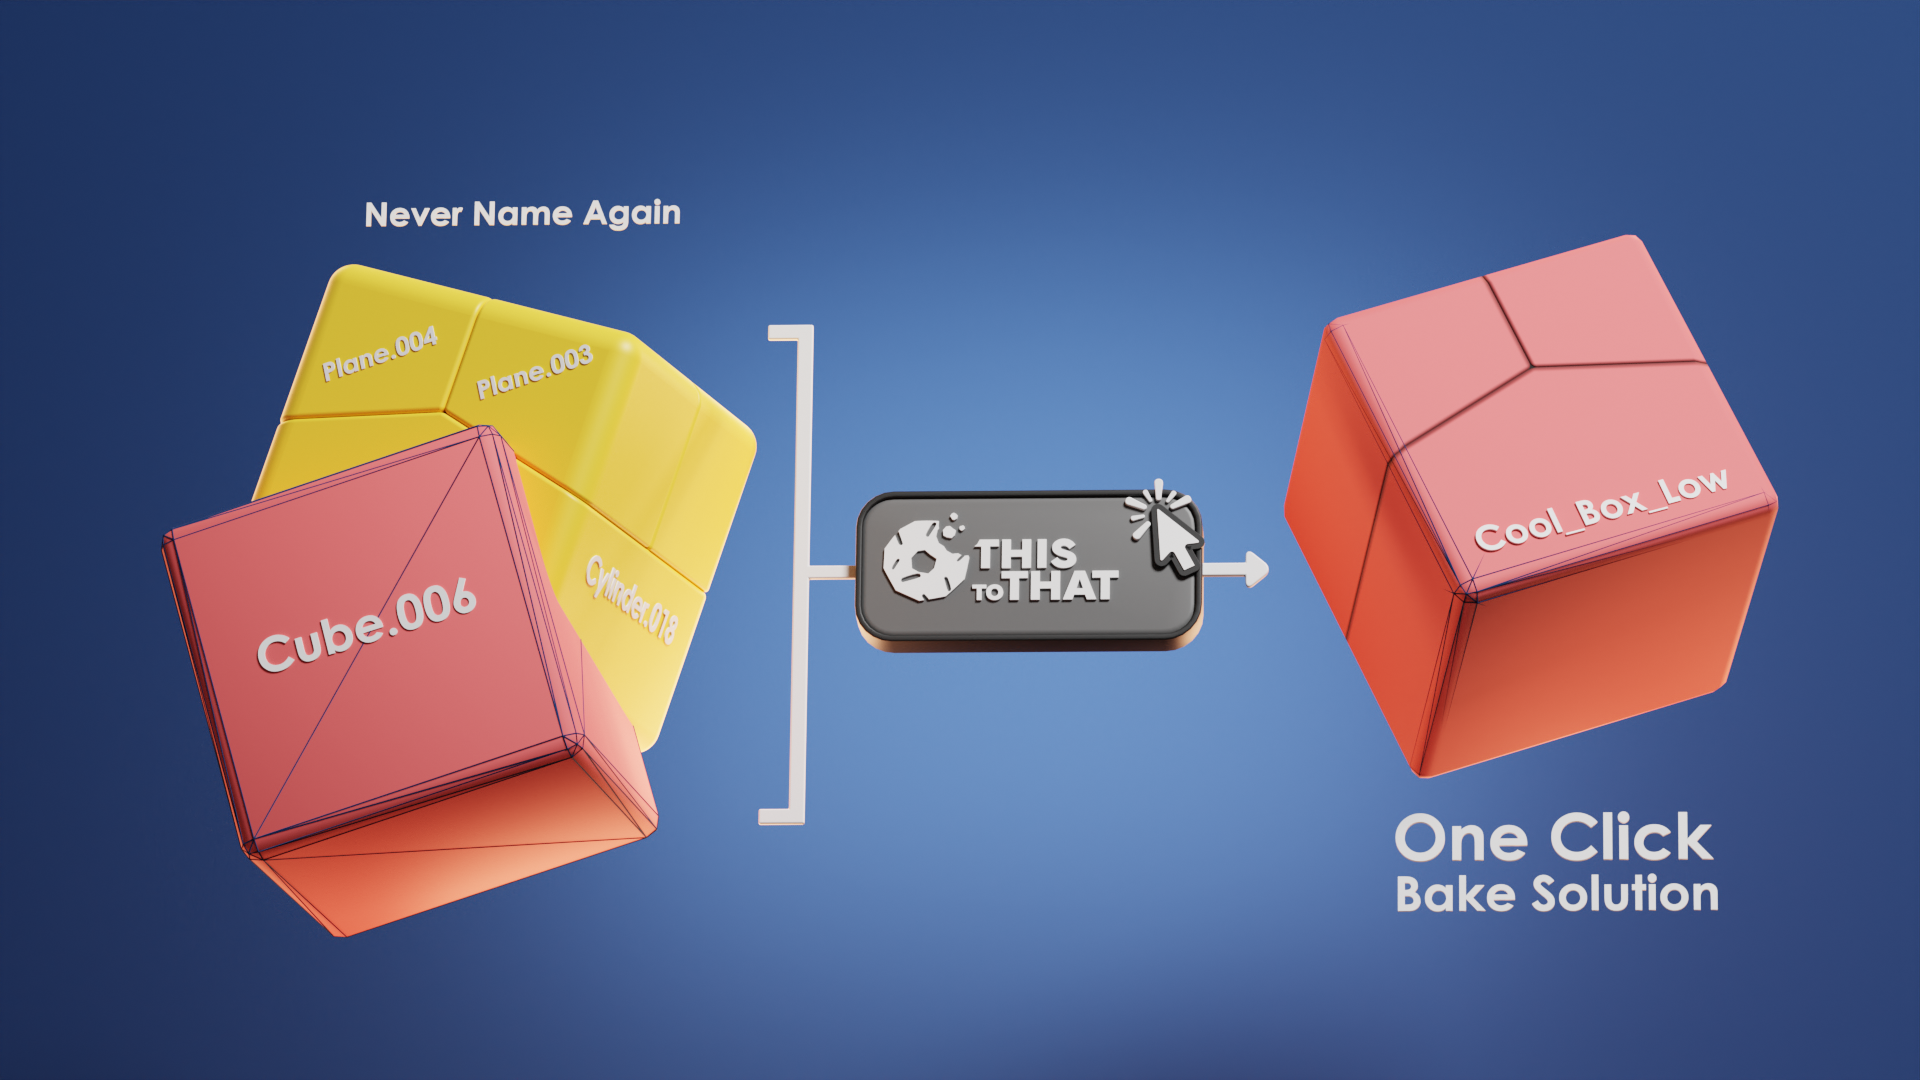 Never Name Again
Plane.004
Plane.003
Cylinder.018
Cube.006
THIS
TO THAT
Cool_Box_Low
One Click
Bake Solution